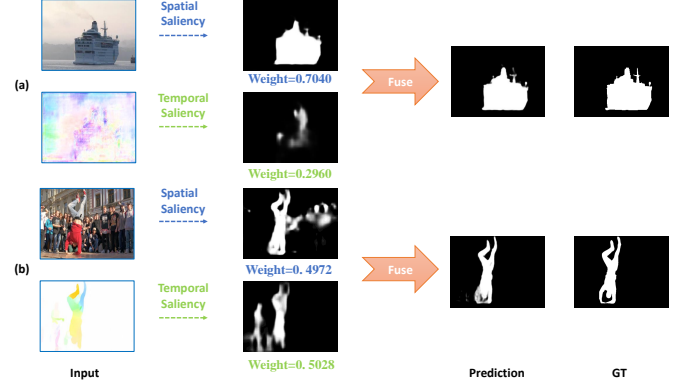 Spatial
Saliency
Weight=0.7040
(a)
Fuse
Temporal
Saliency
Weight=0.2960
Spatial
Saliency
Weight=0. 4972
(b)
Fuse
Temporal
Saliency
Weight=0. 5028
Input
Prediction
GT